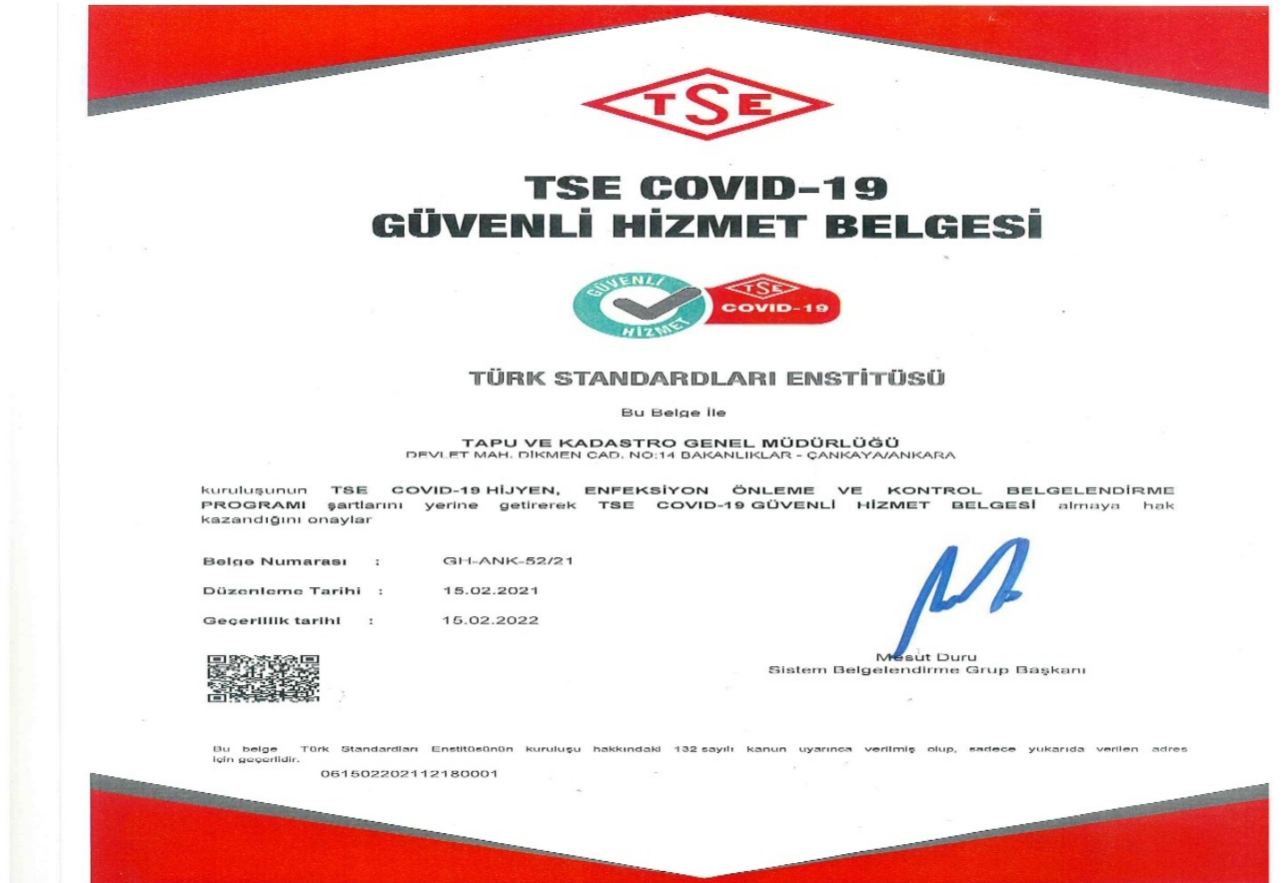 TSE
TSE COVID-19
GÜVENLİ HİZMET BELGESİ
GÜVENLİ
HİZMET
TSE
COVID-19
TÜRK STANDARDLARI ENSTİTÜSÜ
Bu Belge İle
TAPU VE KADASTRO GENEL MÜDÜRLÜĞÜ
DEVLET MAH. DİKMEN CAD. NO:14 BAKANLIKLAR - ÇANKAYA/ANKARA
kuruluşunun TSE COVID-19 HİJYEN, ENFEKSİYON ÖNLEME VE KONTROL BELGELENDİRME
PROGRAMI şartlarını yerine getirerek TSE COVID-19 GÜVENLİ HİZMET BELGESİ almaya hak
kazandığını onaylar
Belge Numarası : GH-ANK-52/21
Düzenleme Tarihi : 15.02.2021
Geçerlilik tarihi : 15.02.2022
Mesut Duru
Sistem Belgelendirme Grup Başkanı
Bu belge Türk Standardları Enstitüsünün kuruluşu hakkındaki 132 sayılı kanun uyarınca verilmiş olup, sadece yukarıda verilen adres
için geçerlidir.
061502202112180001